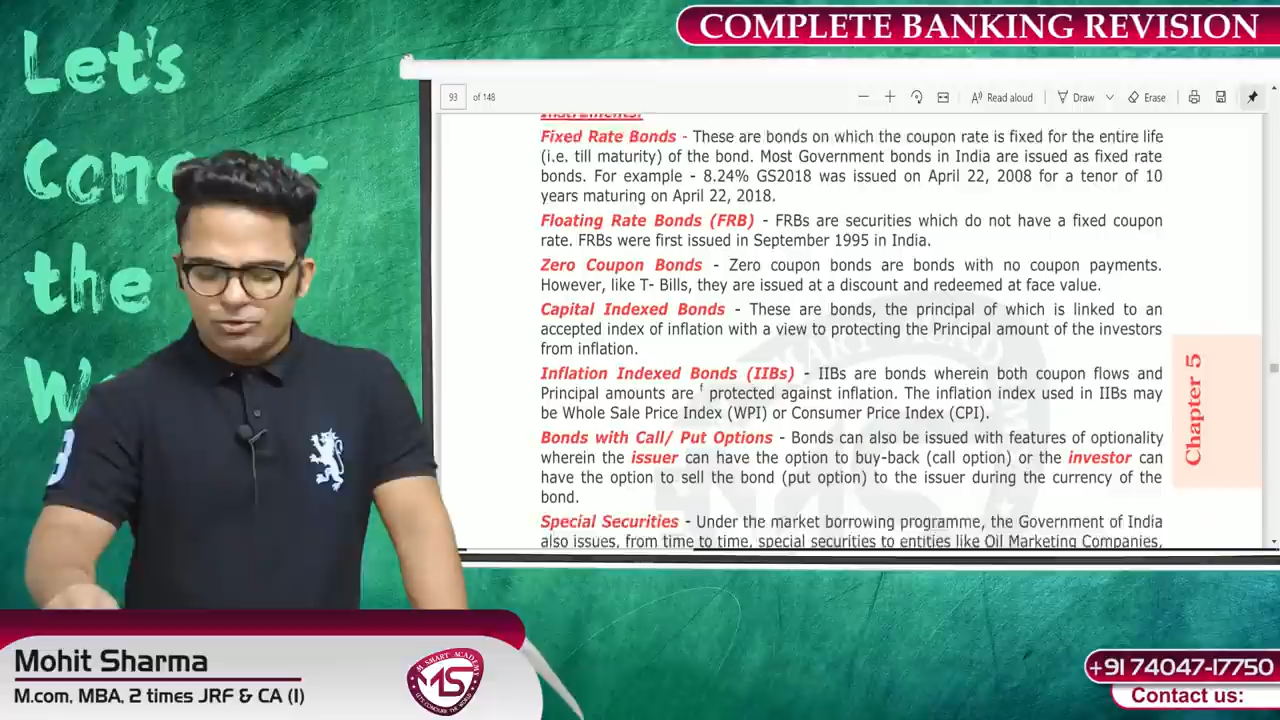 COMPLETE BANKING REVISION
Let's
the
93 of 148
Read aloud
Draw
Erase
Instruments:
Fixed Rate Bonds - These are bonds on which the coupon rate is fixed for the entire life
(i.e. till maturity) of the bond. Most Government bonds in India are issued as fixed rate
bonds. For example - 8.24% GS2018 was issued on April 22, 2008 for a tenor of 10
years maturing on April 22, 2018.
Floating Rate Bonds (FRB) - FRBs are securities which do not have a fixed coupon
rate. FRBs were first issued in September 1995 in India.
Zero Coupon Bonds - Zero coupon bonds are bonds with no coupon payments.
However, like T- Bills, they are issued at a discount and redeemed at face value.
Capital Indexed Bonds - These are bonds, the principal of which is linked to an
accepted index of inflation with a view to protecting the Principal amount of the investors
from inflation.
Inflation Indexed Bonds (IIBs) - IIBs are bonds wherein both coupon flows and
Principal amounts are protected against inflation. The inflation index used in IIBs may
be Whole Sale Price Index (WPI) or Consumer Price Index (CPI).
Bonds with Call/ Put Options - Bonds can also be issued with features of optionality
wherein the issuer can have the option to buy-back (call option) or the investor can
have the option to sell the bond (put option) to the issuer during the currency of the
bond.
Special Securities - Under the market borrowing programme, the Government of India
also issues, from time to time, special securities to entities like Oil Marketing Companies,
Chapter 5
Mohit Sharma
M.com, MBA, 2 times JRF & CA (I)
M SMART ACADEMY
MS
+91 74047-17750
Contact us: